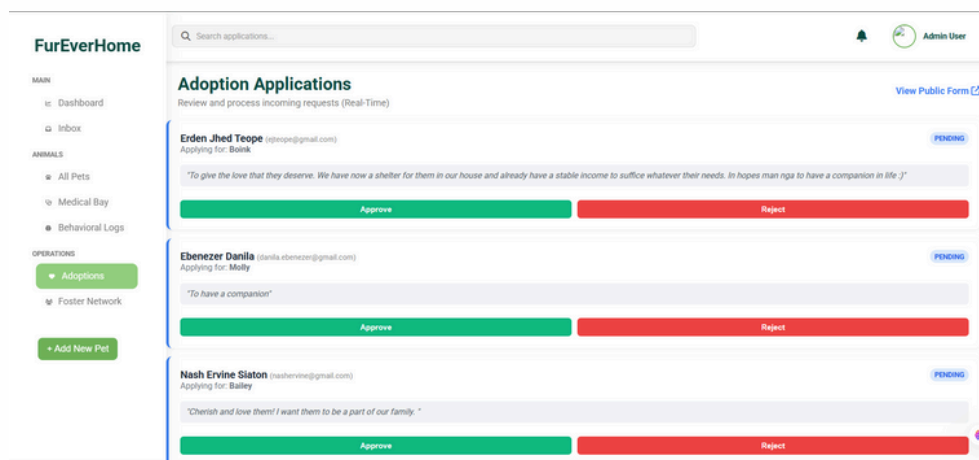 FurEverHome
Search applications...
Admin User
MAIN
Dashboard
Inbox
ANIMALS
All Pets
Medical Bay
Behavioral Logs
OPERATIONS
Adoptions
Foster Network
+ Add New Pet
Adoption Applications
Review and process incoming requests (Real-Time)
View Public Form
Erden Jhed Teope (ejteope@gmail.com)
PENDING
Applying for: Boink
"To give the love that they deserve. We have now a shelter for them in our house and already have a stable income to suffice whatever their needs. In hopes man nga to have a companion in life :)"
Approve
Reject
Ebenezer Danila (danila.ebenezer@gmail.com)
PENDING
Applying for: Molly
"To have a companion"
Approve
Reject
Nash Ervine Siaton (nashervine@gmail.com)
PENDING
Applying for: Bailey
"Cherish and love them! I want them to be a part of our family. "
Approve
Reject